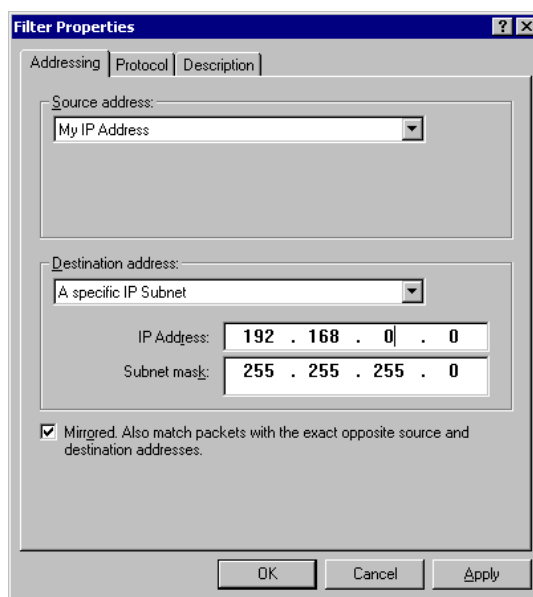 Filter Properties
Addressing Protocol Description
Source address:
My IP Address
Destination address:
A specific IP Subnet
IP Address: 192 . 168 . 0 . 0
Subnet mask: 255 . 255 . 255 . 0
Mirrored. Also match packets with the exact opposite source and
destination addresses.
OK Cancel Apply